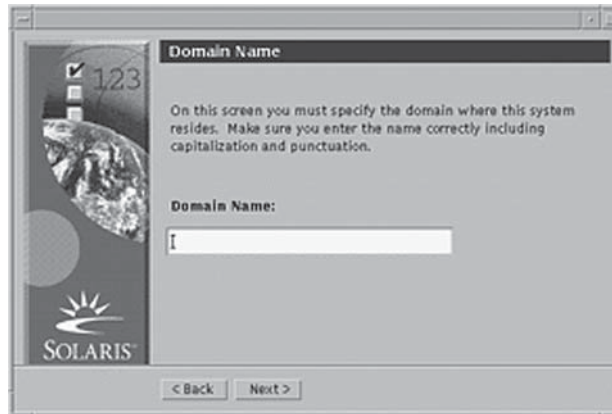 Domain Name
123
On this screen you must specify the domain where this system
resides. Make sure you enter the name correctly including
capitalization and punctuation.
Domain Name:
SOLARIS™
< Back
Next >